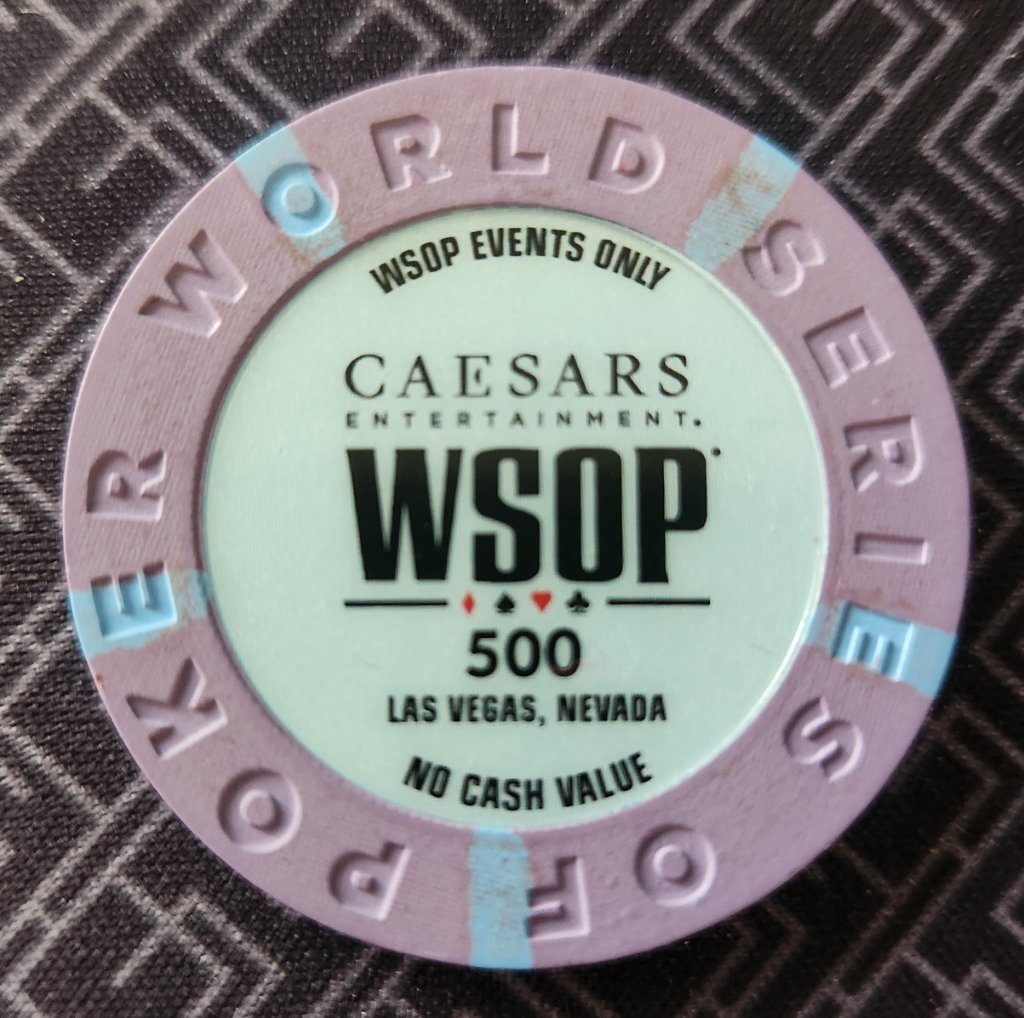 WORLD SERIES OF POKER
WSOP EVENTS ONLY
CAESARS
ENTERTAINMENT.
WSOP
500
LAS VEGAS, NEVADA
NO CASH VALUE